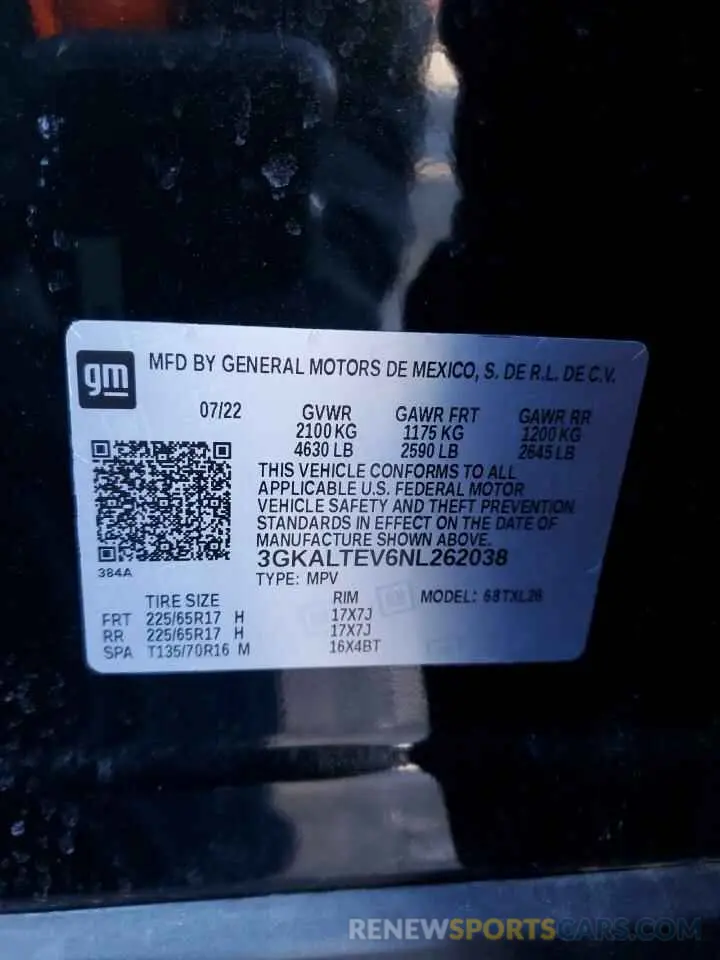 gm MFD BY GENERAL MOTORS DE MEXICO, S. DE R.L. DE C.V.
07/22 GVWR GAWR FRT GAWR RR
2100 KG 1175 KG 1200 KG
4630 LB 2590 LB 2645 LB
THIS VEHICLE CONFORMS TO ALL
APPLICABLE U.S. FEDERAL MOTOR
VEHICLE SAFETY AND THEFT PREVENTION
STANDARDS IN EFFECT ON THE DATE OF
MANUFACTURE SHOWN ABOVE.
3GKALTEV6NL262038
384A TYPE: MPV
TIRE SIZE RIM MODEL: 6BTXL26
FRT 225/65R17 H 17X7J
RR 225/65R17 H 17X7J
SPA T135/70R16 M 16X4BT
RENEWSPORTSCARS.COM